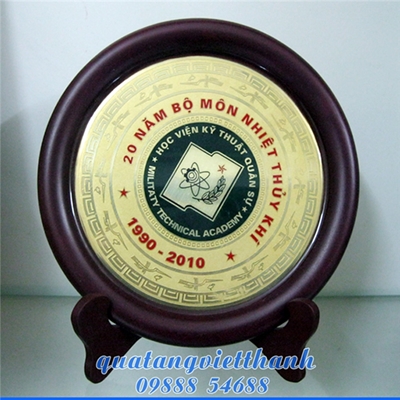 20 NĂM BỘ MÔN NHIỆT THỦY KHÍ
HỌC VIỆN KỸ THUẬT QUÂN SỰ
MILITATY TECHNICAL ACADEMY
1990 - 2010
quatangvietthanh
09888 54688